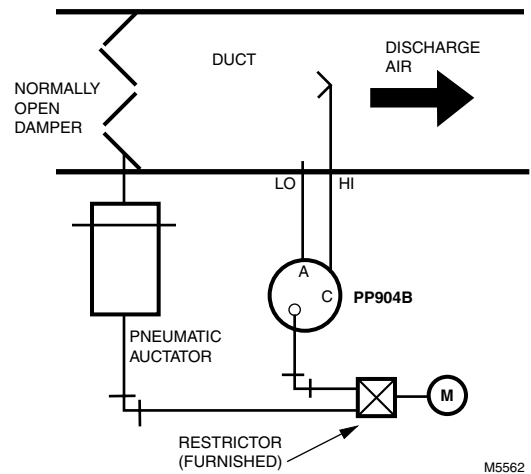 DUCT
DISCHARGE
AIR
NORMALLY
OPEN
DAMPER
LO
HI
A
C
PP904B
PNEUMATIC
AUCTATOR
M
RESTRICTOR
(FURNISHED)
M5562